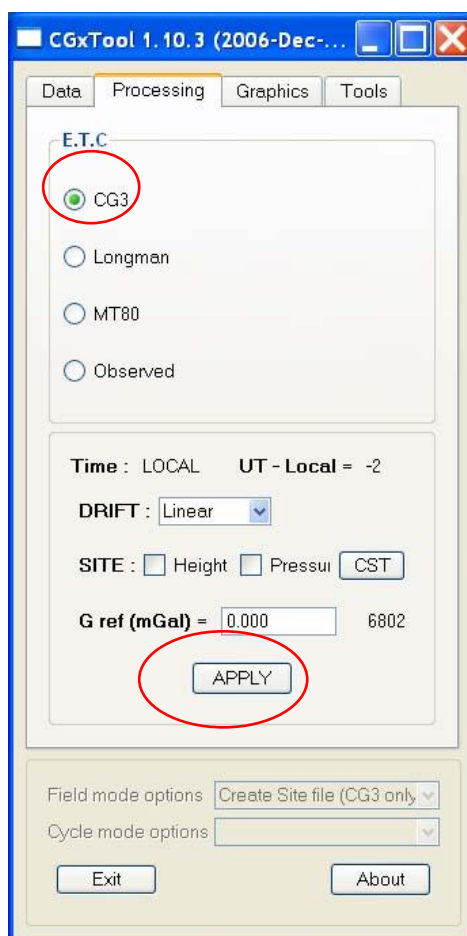 CGxTool 1.10.3 (2006-Dec-...
Data Processing Graphics Tools
E.T.C
CG3
Longman
MT80
Observed
Time : LOCAL UT - Local = -2
DRIFT : Linear
SITE : Height Pressui CST
G ref (mGal) = 0.000 6802
APPLY
Field mode options Create Site file (CG3 only
Cycle mode options
Exit About